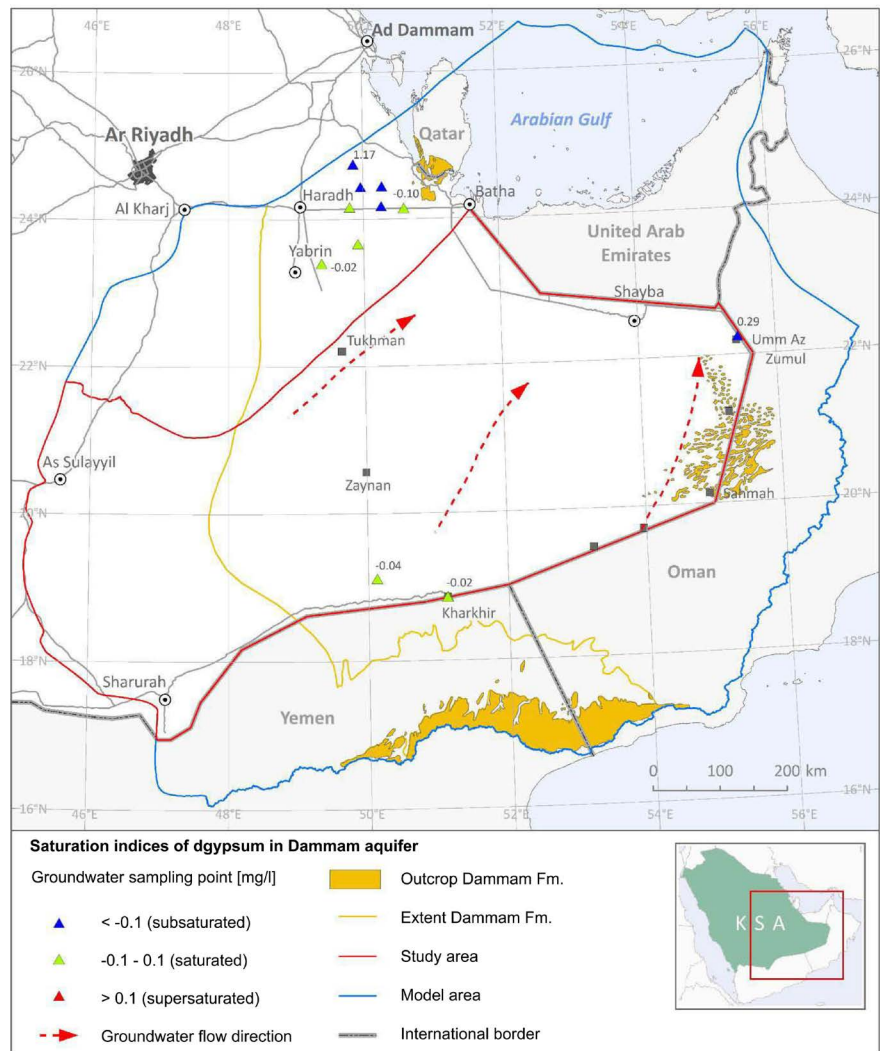 50°E
52°E
54°E
56°E
Ad Dammam
26°N
26°N
Ar Riyadh
Qatar
Arabian Gulf
1.17
Haradh
-0.10
Batha
Al Kharj
24°N
24°N
United Arab
Emirates
Yabrin
-0.02
Shayba
0.29
Umm Az
Zumul
Tukhman
22°N
22°N
As Sulayyil
Zaynan
Sahmah
20°N
20°N
-0.04
-0.02
Kharkhir
Oman
18°N
18°N
Sharurah
Yemen
0 100 200 km
16°N
16°N
46°E
48°E
50°E
52°E
54°E
56°E
Saturation indices of dgypsum in Dammam aquifer
Groundwater sampling point [mg/l]
< -0.1 (subsaturated)
-0.1 - 0.1 (saturated)
> 0.1 (supersaturated)
Groundwater flow direction
Outcrop Dammam Fm.
Extent Dammam Fm.
Study area
Model area
International border
KSA